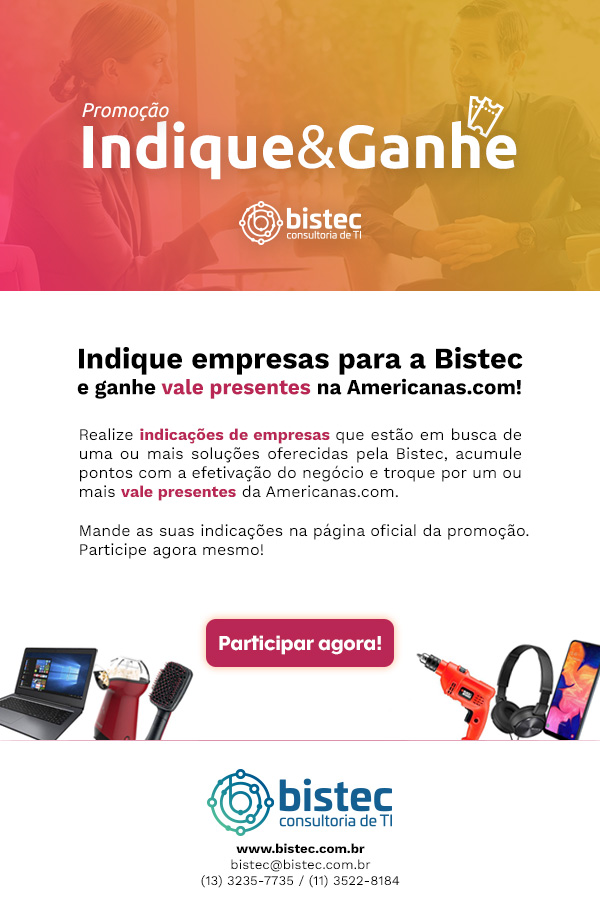 Promoção
Indique&Ganhe
bistec
consultoria de TI
Indique empresas para a Bistec
e ganhe vale presentes na Americanas.com!
Realize indicações de empresas que estão em busca de
uma ou mais soluções oferecidas pela Bistec, acumule
pontos com a efetivação do negócio e troque por um ou
mais vale presentes da Americanas.com.
Mande as suas indicações na página oficial da promoção.
Participe agora mesmo!
Participar agora!
bistec
consultoria de TI
www.bistec.com.br
bistec@bistec.com.br
(13) 3235-7735 / (11) 3522-8184